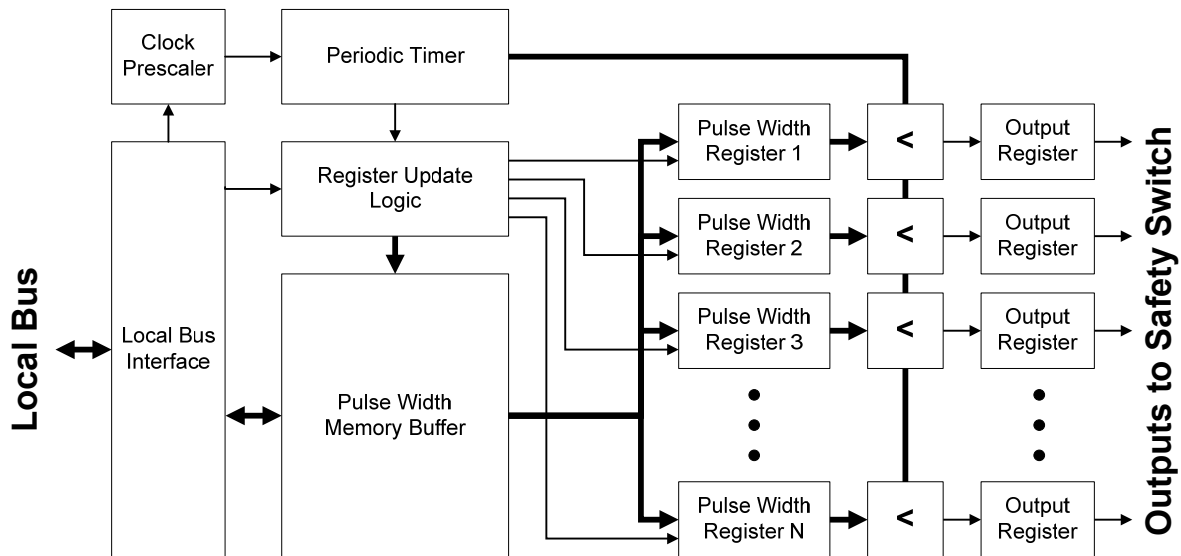 Local Bus
Clock
Prescaler
Local Bus
Interface
Periodic Timer
Register Update
Logic
Pulse Width
Memory Buffer
Pulse Width
Register 1
<
Output
Register
Pulse Width
Register 2
<
Output
Register
Pulse Width
Register 3
<
Output
Register
Pulse Width
Register N
<
Output
Register
Outputs to Safety Switch